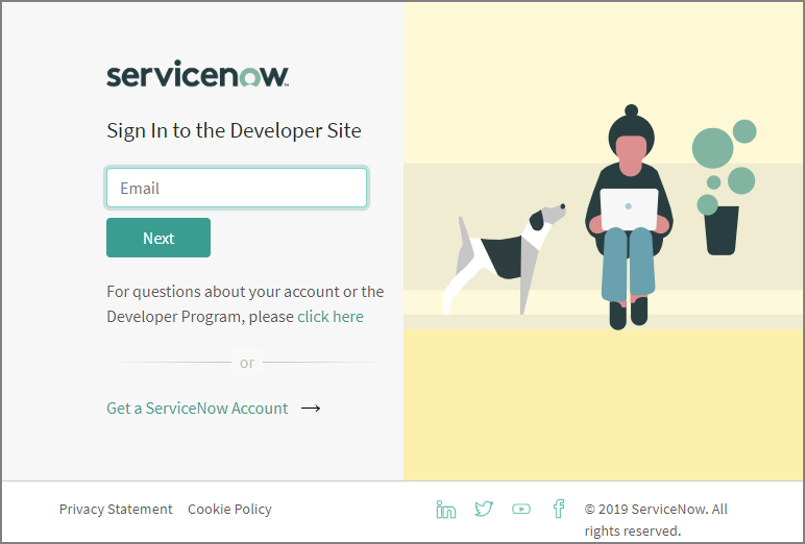 servicenow™
Sign In to the Developer Site
Email
Next
For questions about your account or the
Developer Program, please click here
or
Get a ServiceNow Account →
Privacy Statement Cookie Policy
© 2019 ServiceNow. All
rights reserved.